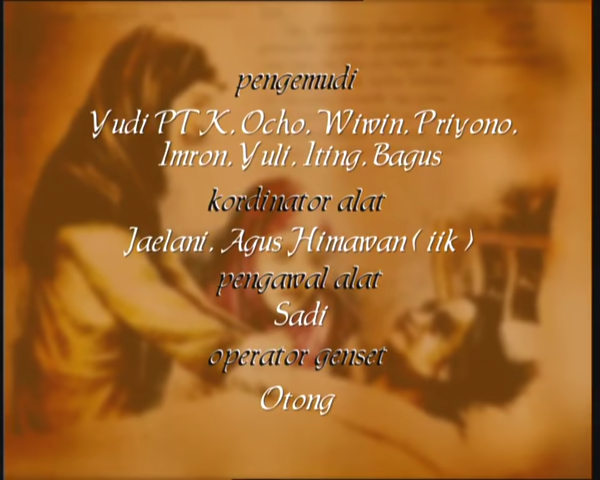 pengemudi
Yudi PT K, Ocho, Wiwin, Priyono,
Imron, Yuli, Iting, Bagus
kordinator alat
Jaelani, Agus Himawan ( iik )
pengawal alat
Sadi
operator genset
Otong